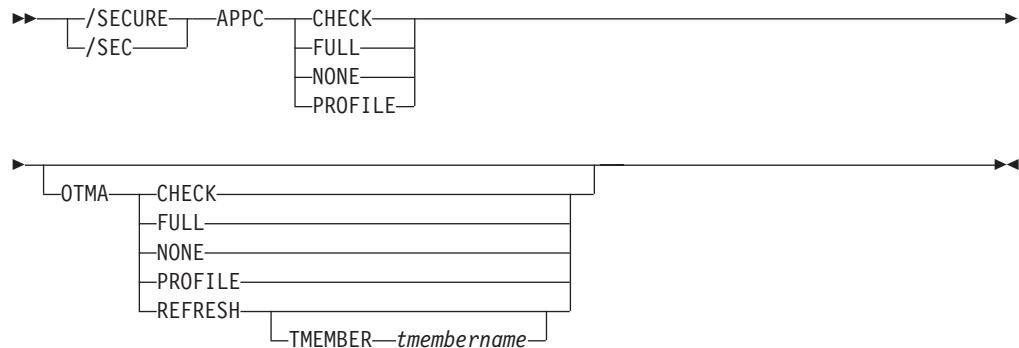 /SECURE APPC CHECK
/SEC FULL
NONE
PROFILE
OTMA CHECK
FULL
NONE
PROFILE
REFRESH
TMEMBER tmembername